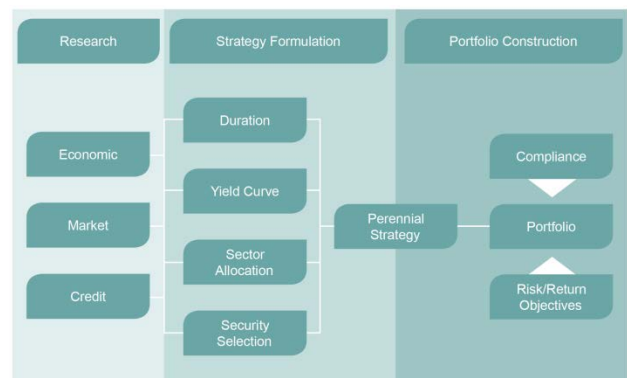 Research
Strategy Formulation
Portfolio Construction
Economic
Market
Credit
Duration
Yield Curve
Sector
Allocation
Security
Selection
Perennial
Strategy
Compliance
Portfolio
Risk/Return
Objectives